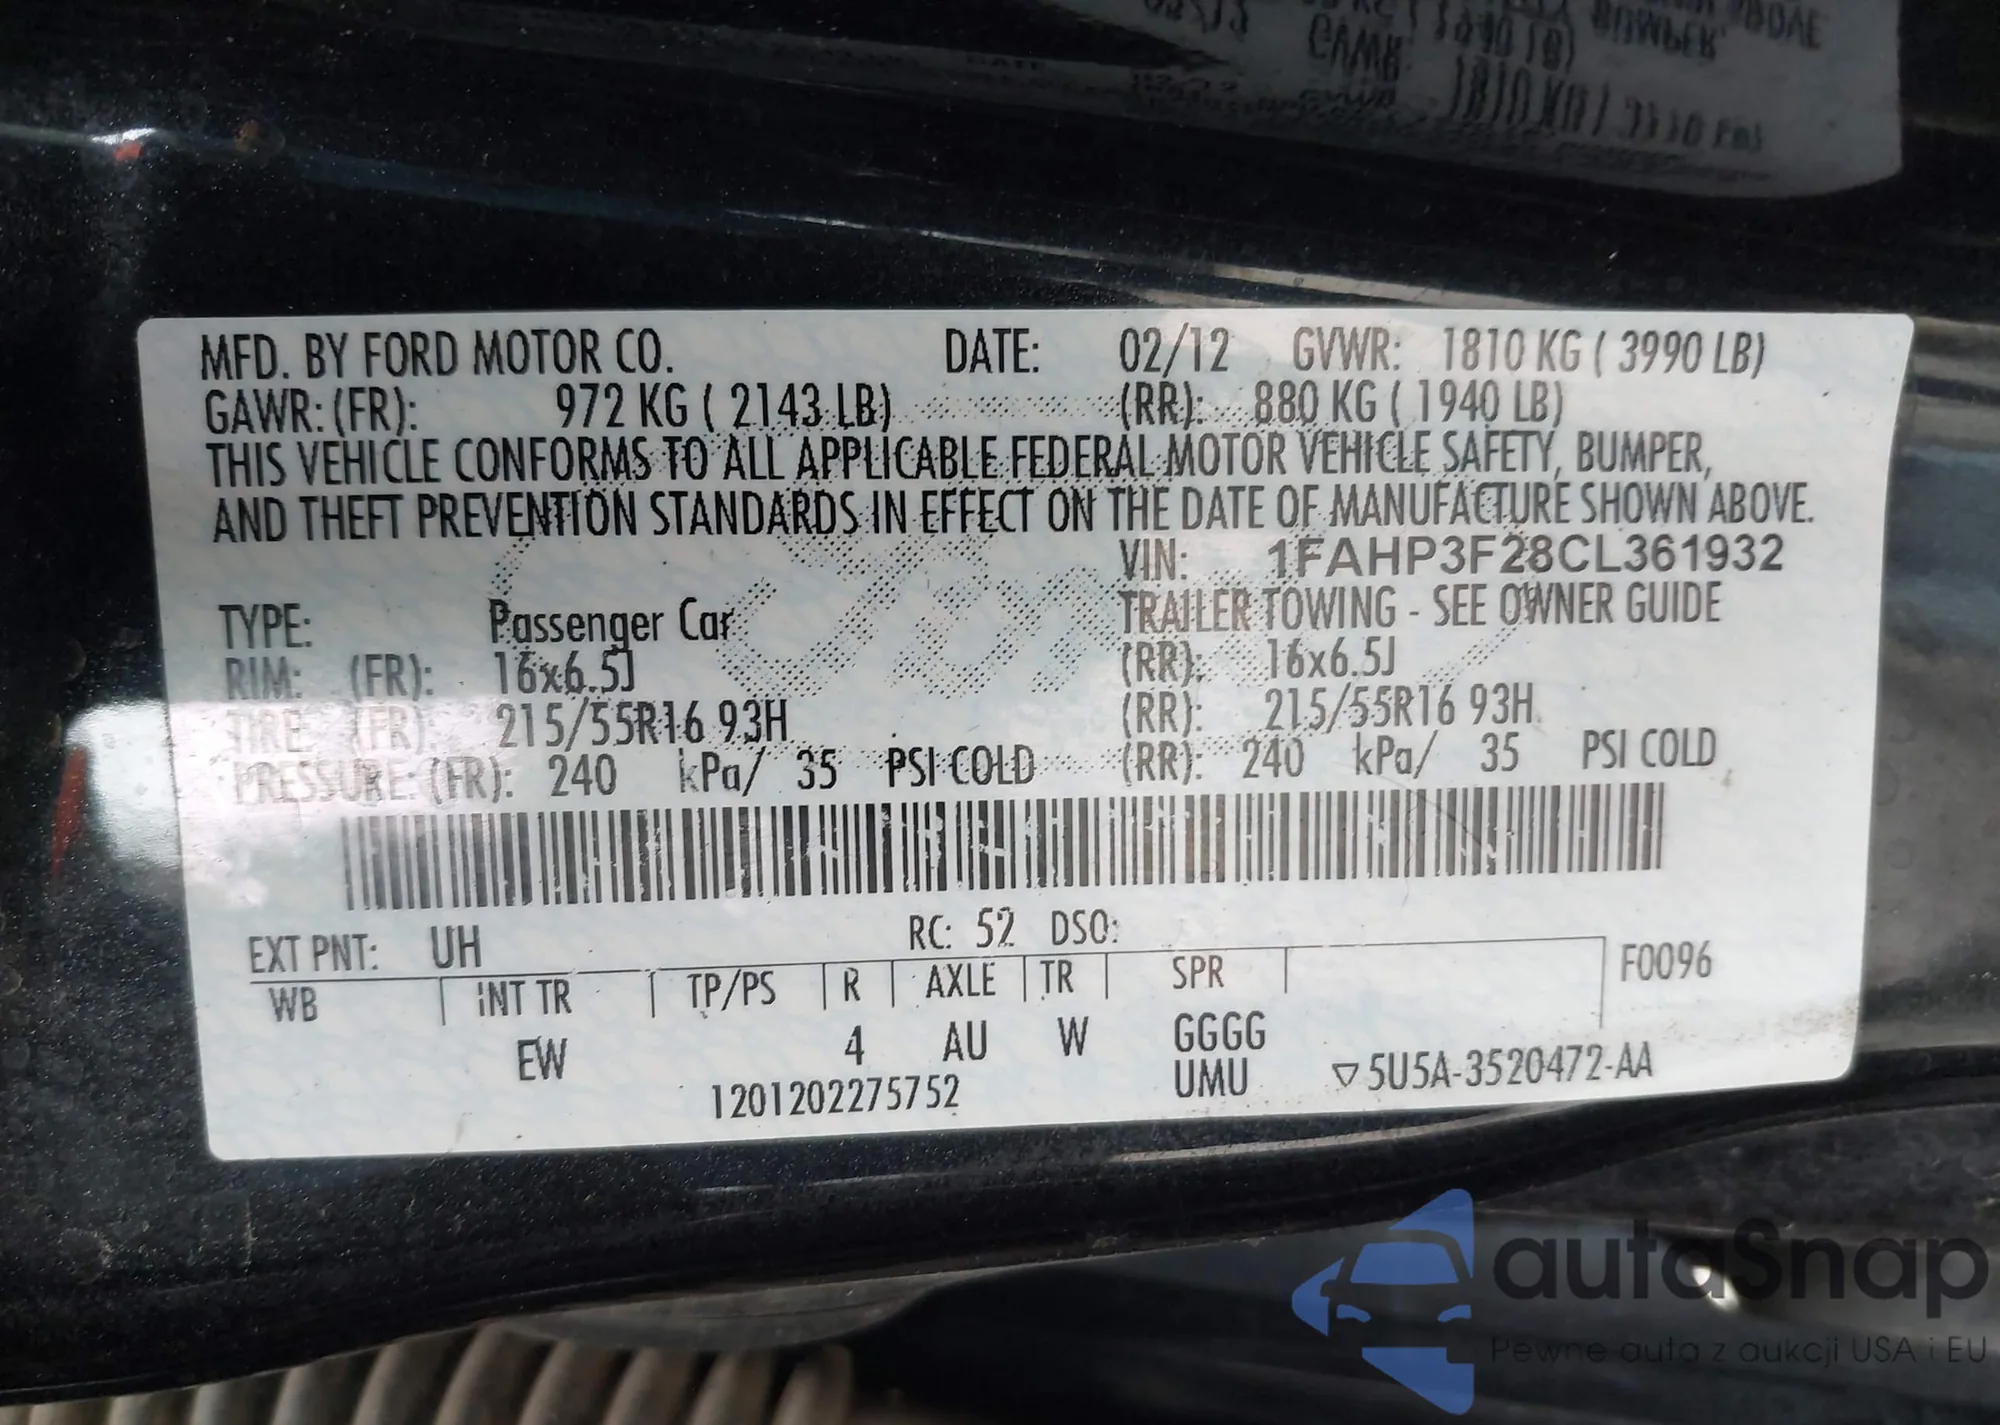 MFD. BY FORD MOTOR CO. DATE: 02/12 GVWR: 1810 KG ( 3990 LB)
GAWR: (FR): 972 KG ( 2143 LB) (RR): 880 KG ( 1940 LB)
THIS VEHICLE CONFORMS TO ALL APPLICABLE FEDERAL MOTOR VEHICLE SAFETY, BUMPER,
AND THEFT PREVENTION STANDARDS IN EFFECT ON THE DATE OF MANUFACTURE SHOWN ABOVE.
VIN: 1FAHP3F28CL361932
TYPE: Passenger Car TRAILER TOWING - SEE OWNER GUIDE
RIM: (FR): 16x6.5J (RR): 16x6.5J
TIRE (FR): 215/55R16 93H (RR): 215/55R16 93H
PRESSURE: (FR): 240 kPa/ 35 PSI COLD (RR): 240 kPa/ 35 PSI COLD
EXT PNT: UH RC: 52 DSO:
WB INT TR TP/PS R AXLE TR SPR F0096
EW 4 AU W GGGG
UMU ▽5U5A-3520472-AA
1201202275752
autaSnap
Pewne auta z aukcji USA i EU